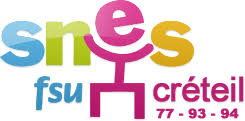 snes
fsu créteil
77 - 93 - 94